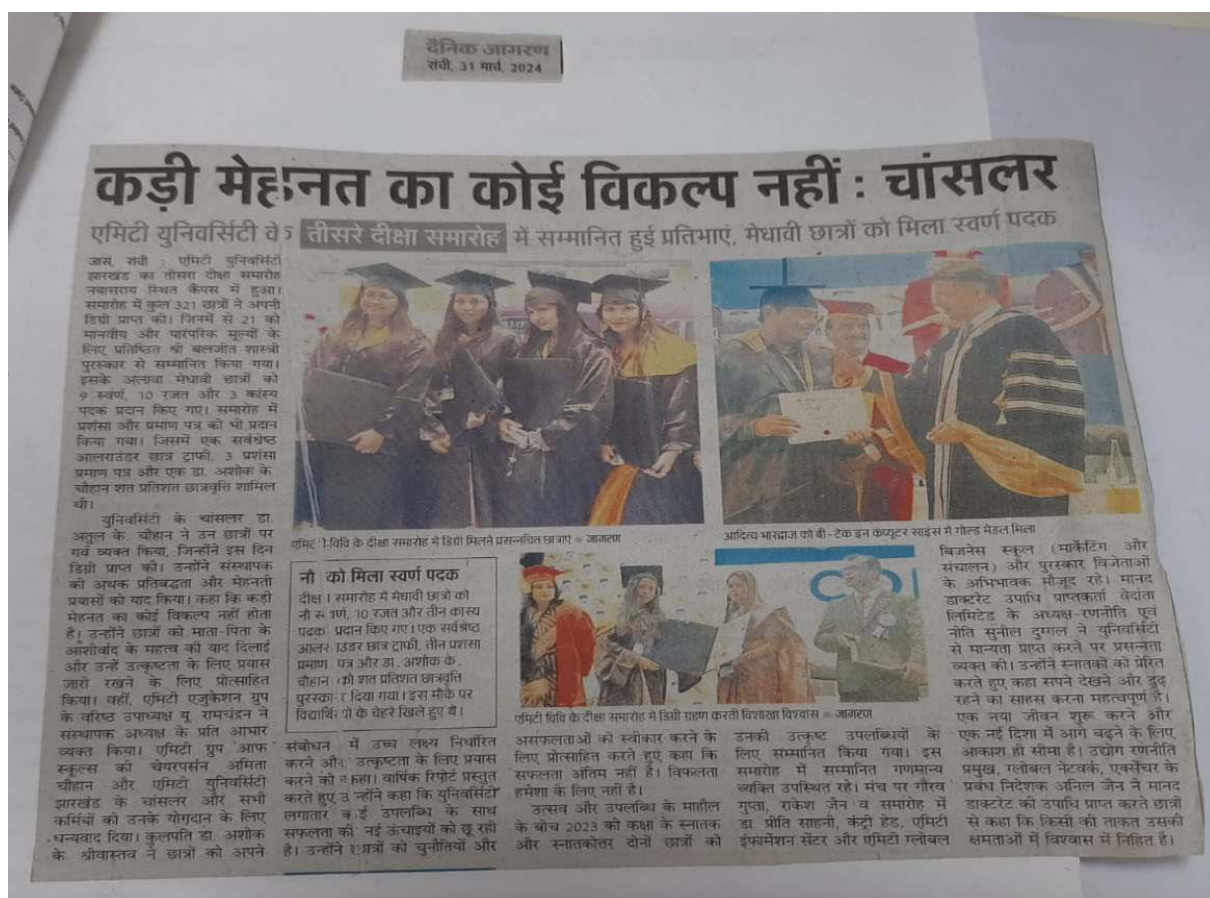 दैनिक जागरण
रांची, 31 मार्च, 2024
कड़ी मेहनत का कोई विकल्प नहीं : चांसलर
एमिटी युनिवर्सिटी के तीसरे दीक्षा समारोह में सम्मानित हुई प्रतिभाएं, मेधावी छात्रों को मिला स्वर्ण पदक
जासं, रांची : एमिटी युनिवर्सिटी
झारखंड का तीसरा दीक्षा समारोह
नयासराय स्थित कैंपस में हुआ।
समारोह में कुल 321 छात्रों ने अपनी
डिग्री प्राप्त की। जिनमें से 21 को
मानवीय और पारंपरिक मूल्यों के
लिए प्रतिष्ठित श्री बलजीत शास्त्री
पुरस्कार से सम्मानित किया गया।
इसके अलावा मेधावी छात्रों को
9 स्वर्ण, 10 रजत और 3 कांस्य
पदक प्रदान किए गए। समारोह में
प्रशंसा और प्रमाण पत्र को भी प्रदान
किया गया। जिसमें एक सर्वश्रेष्ठ
आलराउंडर छात्र ट्राफी, 3 प्रशंसा
प्रमाण पत्र और एक डा. अशोक के.
चौहान शत प्रतिशत छात्रवृत्ति शामिल
थी।
युनिवर्सिटी के चांसलर डा.
अतुल के. चौहान ने उन छात्रों पर
गर्व व्यक्त किया, जिन्होंने इस दिन
डिग्री प्राप्त की। उन्होंने संस्थापक
की अथक प्रतिबद्धता और मेहनती
प्रयासों को याद किया। कहा कि कड़ी
मेहनत का कोई विकल्प नहीं होता
है। उन्होंने छात्रों को माता-पिता के
आशीर्वाद के महत्व की याद दिलाई
और उन्हें उत्कृष्टता के लिए प्रयास
जारी रखने के लिए प्रोत्साहित
किया। वहीं, एमिटी एजुकेशन ग्रुप
के वरिष्ठ उपाध्यक्ष यू. रामचंद्रन ने
संस्थापक अध्यक्ष के प्रति आभार
व्यक्त किया। एमिटी ग्रुप आफ
स्कूल्स की चेयरपर्सन अमिता
चौहान और एमिटी युनिवर्सिटी
झारखंड के चांसलर और सभी
कर्मियों को उनके योगदान के लिए
धन्यवाद दिया। कुलपति डा. अशोक
के. श्रीवास्तव ने छात्रों को अपने
एमिटी विवि के दीक्षा समारोह में डिग्री मिलने प्रसन्नचित छात्राएं = जागरण
आदित्य भारद्वाज को बी-टेक इन कंप्यूटर साइंस में गोल्ड मेडल मिला
नौ को मिला स्वर्ण पदक
दीक्षा समारोह में मेधावी छात्रों को
नौ स्वर्ण, 10 रजत और तीन कांस्य
पदक प्रदान किए गए। एक सर्वश्रेष्ठ
आलराउंडर छात्र ट्राफी, तीन प्रशंसा
प्रमाण पत्र और डा. अशोक के.
चौहान को शत प्रतिशत छात्रवृत्ति
पुरस्कार दिया गया। इस मौके पर
विद्यार्थियों के चेहरे खिले हुए थे।
एमिटी विवि के दीक्षा समारोह में डिग्री ग्रहण करती विशाखा विश्वास = जागरण
संबोधन में उच्च लक्ष्य निर्धारित
करने और उत्कृष्टता के लिए प्रयास
करने को कहा। वार्षिक रिपोर्ट प्रस्तुत
करते हुए उन्होंने कहा कि युनिवर्सिटी
लगातार कई उपलब्धि के साथ
सफलता की नई ऊंचाइयों को छू रही
है। उन्होंने छात्रों को चुनौतियों और
असफलताओं को स्वीकार करने के
लिए प्रोत्साहित करते हुए कहा कि
सफलता अंतिम नहीं है। विफलता
हमेशा के लिए नहीं है।
उत्सव और उपलब्धि के माहौल
के बीच 2023 की कक्षा के स्नातक
और स्नातकोत्तर दोनों छात्रों को
उनकी उत्कृष्ट उपलब्धियों के
लिए सम्मानित किया गया। इस
समारोह में सम्मानित गणमान्य
व्यक्ति उपस्थित रहे। मंच पर गौरव
गुप्ता, राकेश जैन व समारोह में
डा. प्रीति साहनी, कंट्री हेड, एमिटी
इंफार्मेशन सेंटर और एमिटी ग्लोबल
बिजनेस स्कूल (मार्केटिंग और
संचालन) और पुरस्कार विजेताओं
के अभिभावक मौजूद रहे। मानद
डाक्टरेट उपाधि प्राप्तकर्ता वेदांता
लिमिटेड के अध्यक्ष-रणनीति एवं
नीति सुनील दुग्गल ने युनिवर्सिटी
से मान्यता प्राप्त करने पर प्रसन्नता
व्यक्त की। उन्होंने स्नातकों को प्रेरित
करते हुए कहा सपने देखने और दृढ़
रहने का साहस करना महत्वपूर्ण है।
एक नया जीवन शुरू करने और
एक नई दिशा में आगे बढ़ने के लिए
आकाश ही सीमा है। उद्योग रणनीति
प्रमुख, ग्लोबल नेटवर्क, एक्सेंचर के
प्रबंध निदेशक अनिल जैन ने मानद
डाक्टरेट की उपाधि प्राप्त करते छात्रों
से कहा कि किसी की ताकत उसकी
क्षमताओं में विश्वास में निहित है।